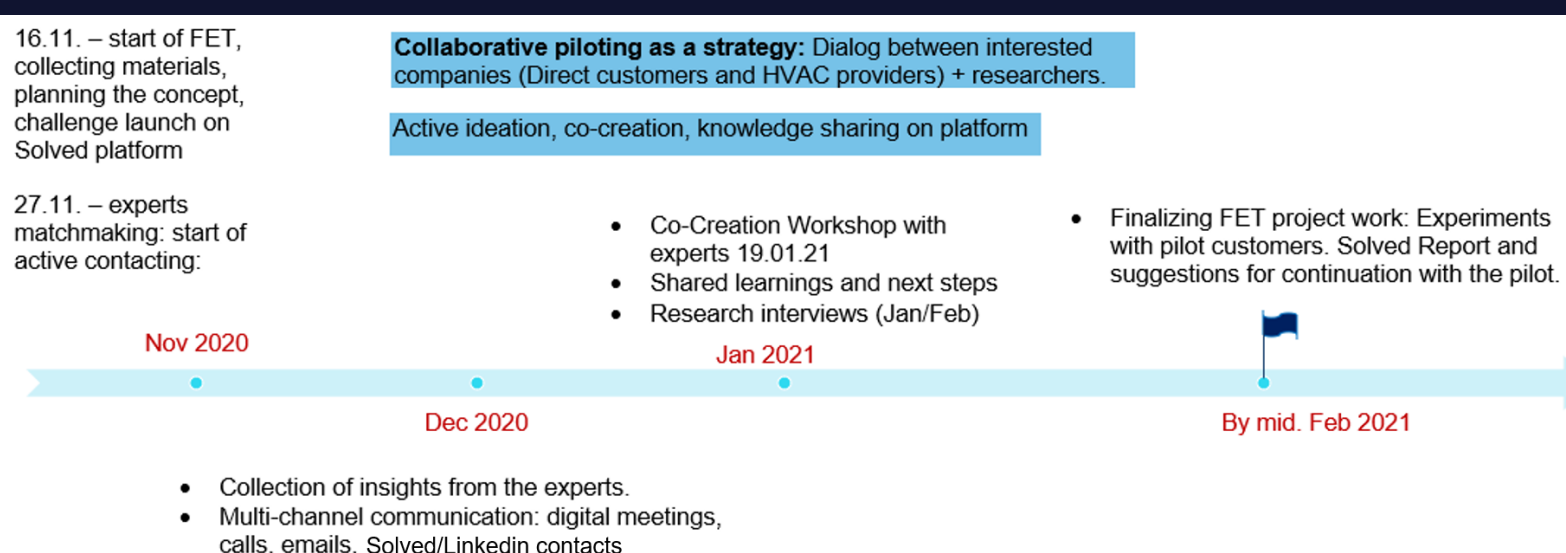 16.11. – start of FET,
collecting materials,
planning the concept,
challenge launch on
Solved platform
27.11. – experts
matchmaking: start of
active contacting:
Collaborative piloting as a strategy: Dialog between interested
companies (Direct customers and HVAC providers) + researchers.
Active ideation, co-creation, knowledge sharing on platform
• Co-Creation Workshop with
experts 19.01.21
• Shared learnings and next steps
• Research interviews (Jan/Feb)
• Finalizing FET project work: Experiments
with pilot customers. Solved Report and
suggestions for continuation with the pilot.
Nov 2020
Dec 2020
Jan 2021
By mid. Feb 2021
• Collection of insights from the experts.
• Multi-channel communication: digital meetings,
calls, emails, Solved/Linkedin contacts